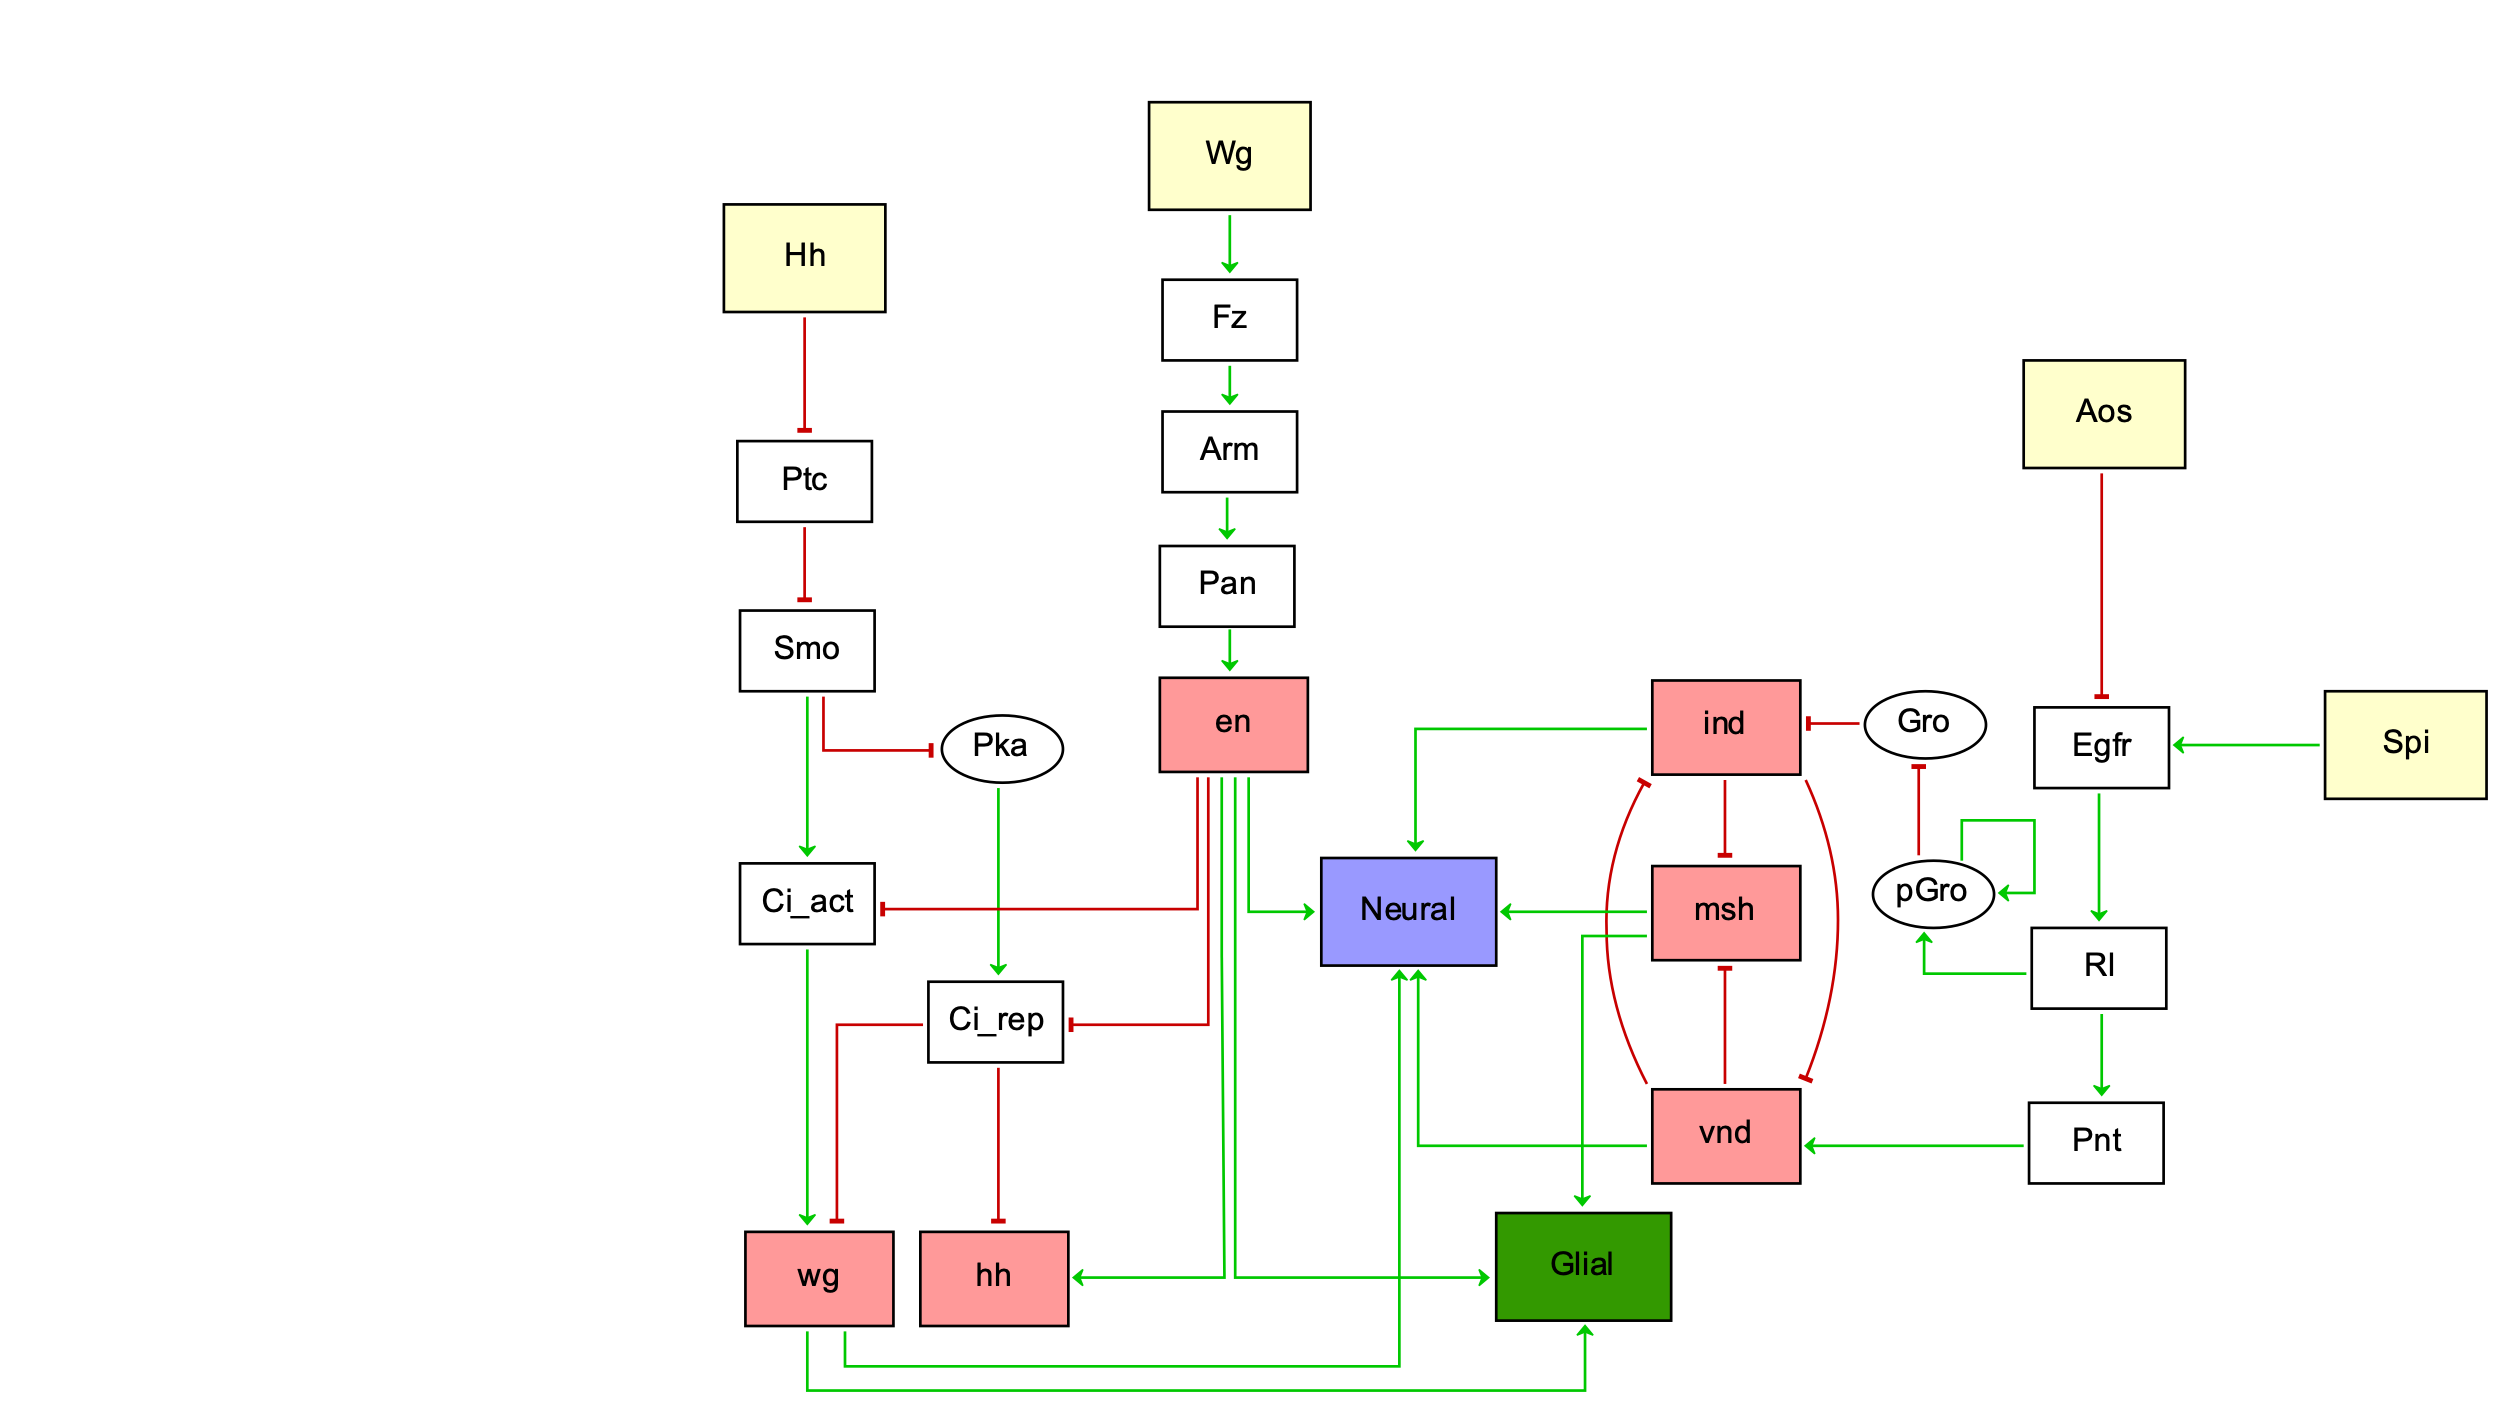 Wg
Hh
Fz
Aos
Arm
Ptc
Pan
Smo
en
ind
Gro
Pka
Egfr
Spi
Ci_act
Neural
msh
pGro
Rl
Ci_rep
vnd
Pnt
wg
hh
Glial